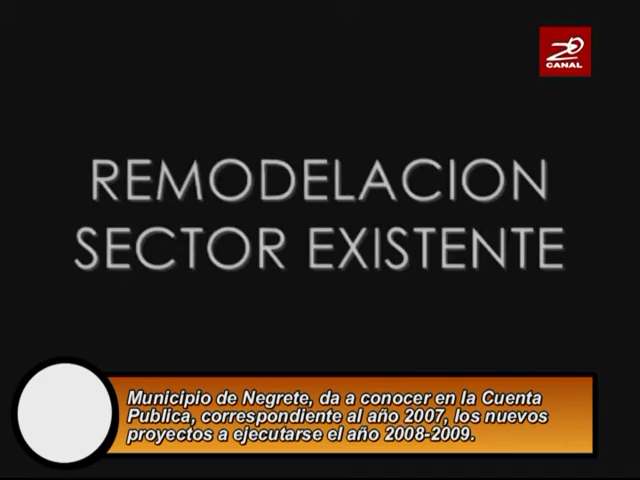 20
CANAL
REMODELACION
SECTOR EXISTENTE
Municipio de Negrete, da a conocer en la Cuenta
Publica, correspondiente al año 2007, los nuevos
proyectos a ejecutarse el año 2008-2009.